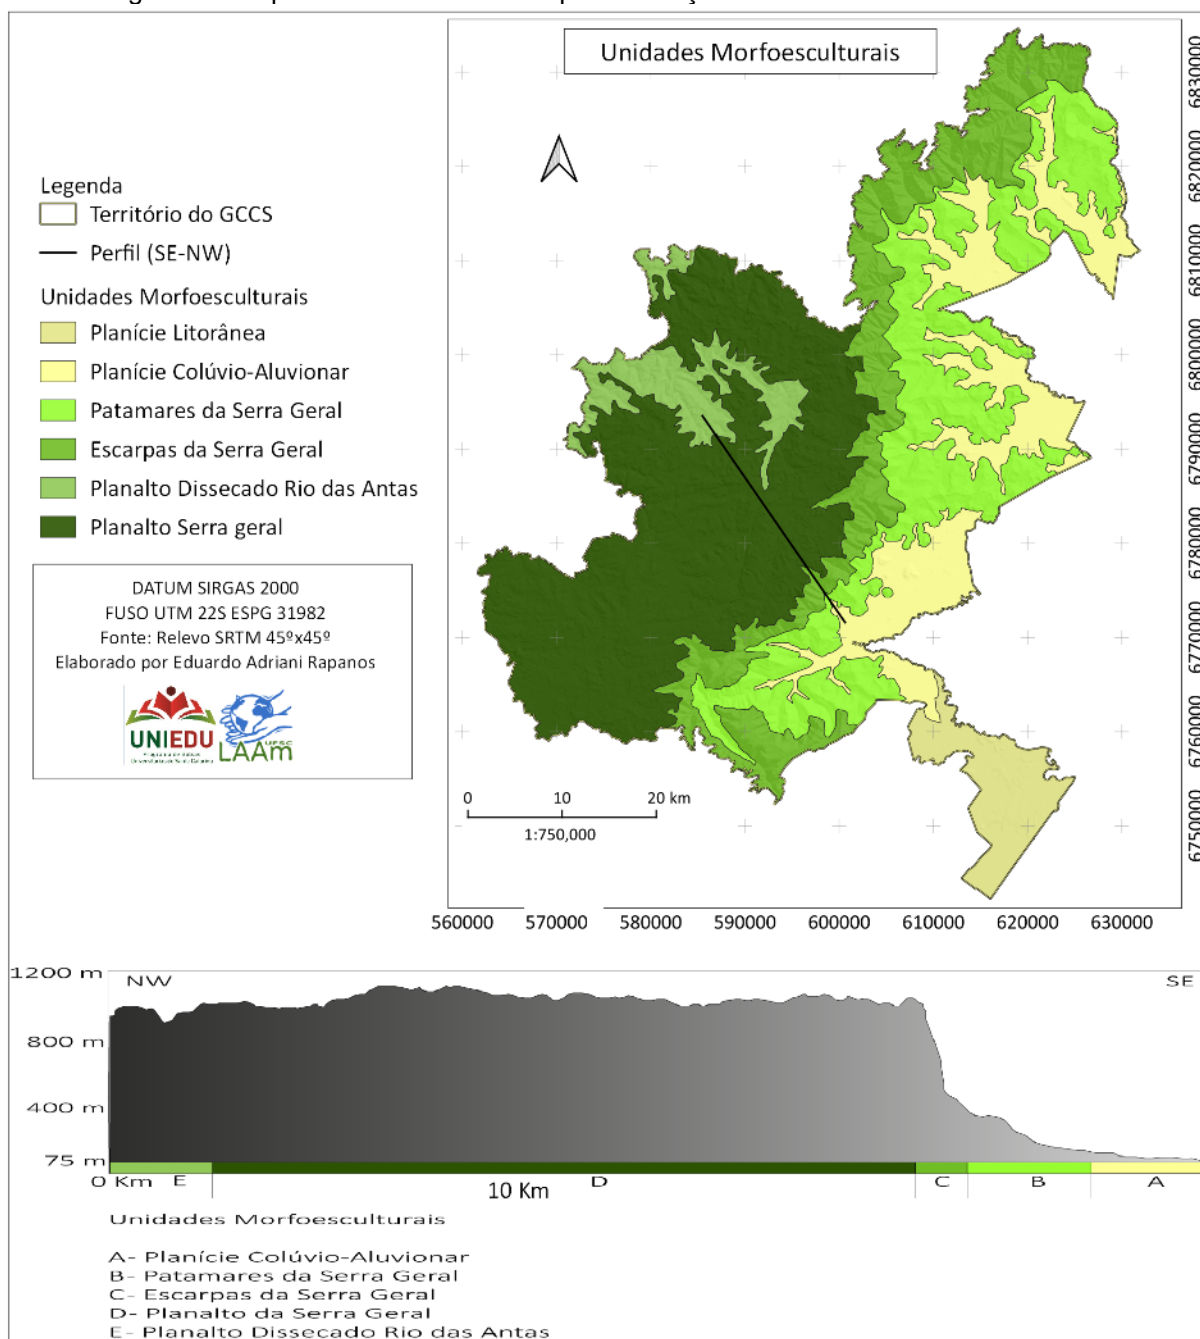 Unidades Morfoesculturais
Legenda
Território do GCCS
Perfil (SE-NW)
Unidades Morfoesculturais
Planície Litorânea
Planície Colúvio-Aluvionar
Patamares da Serra Geral
Escarpas da Serra Geral
Planalto Dissecado Rio das Antas
Planalto Serra geral
DATUM SIRGAS 2000
FUSO UTM 22S ESPG 31982
Fonte: Relevo SRTM 45ºx45º
Elaborado por Eduardo Adriani Rapanos
UNIEDU
UFSC
LAAm
6830000
6820000
6810000
6800000
6790000
6780000
6770000
6760000
6750000
0 10 20 km
1:750,000
560000 570000 580000 590000 600000 610000 620000 630000
1200 m
NW
SE
800 m
400 m
75 m
0 Km E D C B A
10 Km
Unidades Morfoesculturais
A- Planície Colúvio-Aluvionar
B- Patamares da Serra Geral
C- Escarpas da Serra Geral
D- Planalto da Serra Geral
E- Planalto Dissecado Rio das Antas